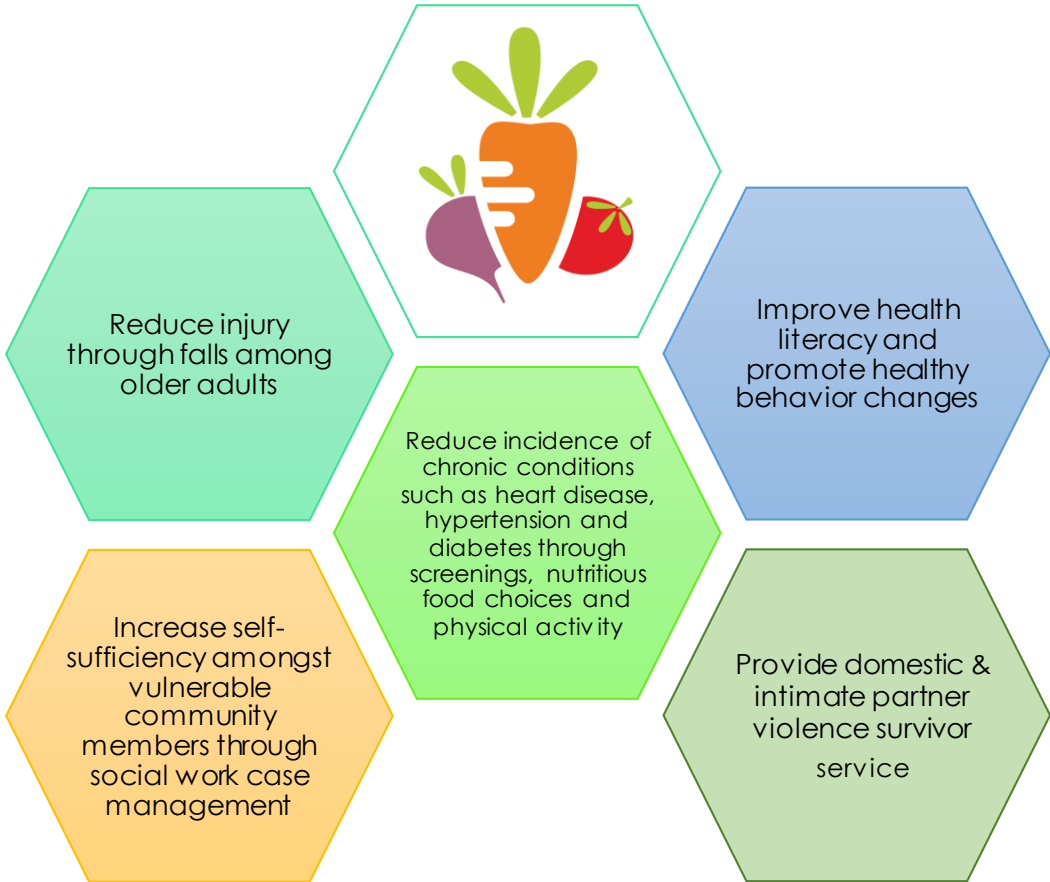 Reduce injury
through falls among
older adults
Improve health
literacy and
promote healthy
behavior changes
Reduce incidence of
chronic conditions
such as heart disease,
hypertension and
diabetes through
screenings, nutritious
food choices and
physical activity
Increase self-
sufficiency amongst
vulnerable
community
members through
social work case
management
Provide domestic &
intimate partner
violence survivor
service